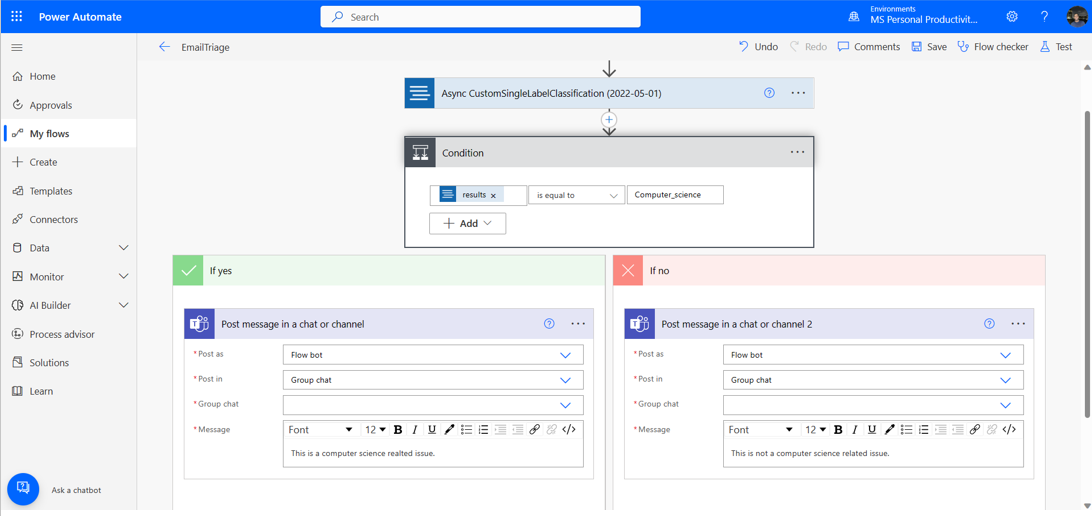 Power Automate
Search
Environments
MS Personal Productivit...
EmailTriage
Undo
Redo
Comments
Save
Flow checker
Test
Home
Approvals
My flows
Create
Templates
Connectors
Data
Monitor
AI Builder
Process advisor
Solutions
Learn
Ask a chatbot
Async CustomSingleLabelClassification (2022-05-01)
Condition
results x
is equal to
Computer_science
Add
If yes
Post message in a chat or channel
*Post as
Flow bot
*Post in
Group chat
*Group chat
*Message
Font
12
B I U
</>
This is a computer science realted issue.
If no
Post message in a chat or channel 2
*Post as
Flow bot
*Post in
Group chat
*Group chat
*Message
Font
12
B I U
</>
This is not a computer science related issue.